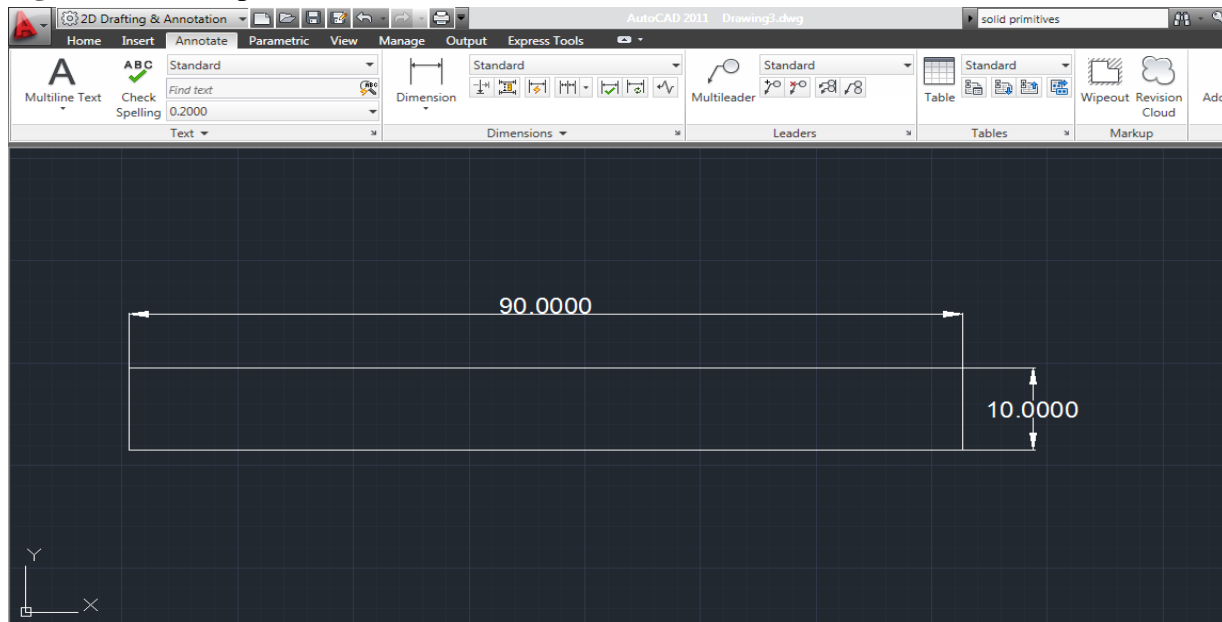 2D Drafting & Annotation
AutoCAD 2011 Drawing3.dwg
solid primitives
Home Insert Annotate Parametric View Manage Output Express Tools
A
Multiline Text
ABC
Check
Spelling
Standard
Find text
ABC
0.2000
Text
Dimension
Standard
Dimensions
Multileader
Standard
Leaders
Table
Standard
Tables
Wipeout
Revision
Cloud
Markup
Add
90.0000
10.0000
Y
X